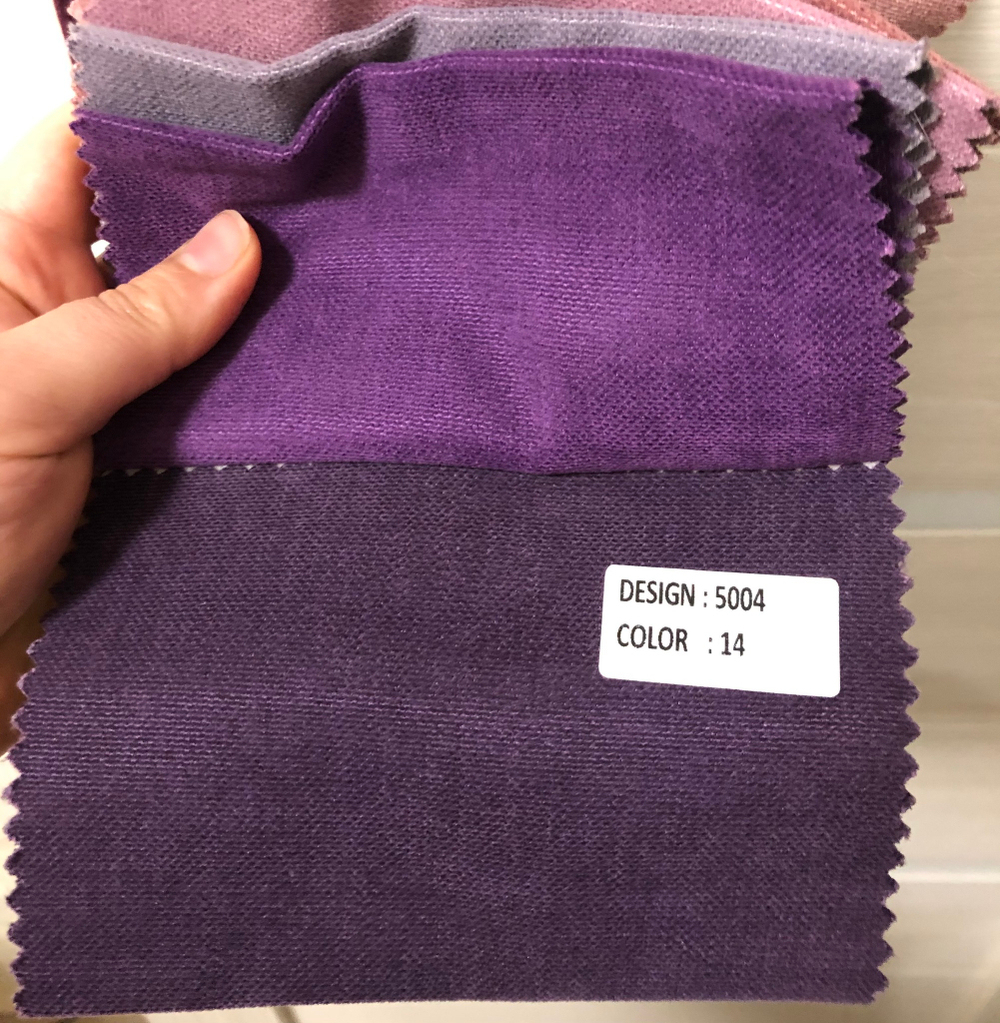 DESIGN : 5004
COLOR : 14